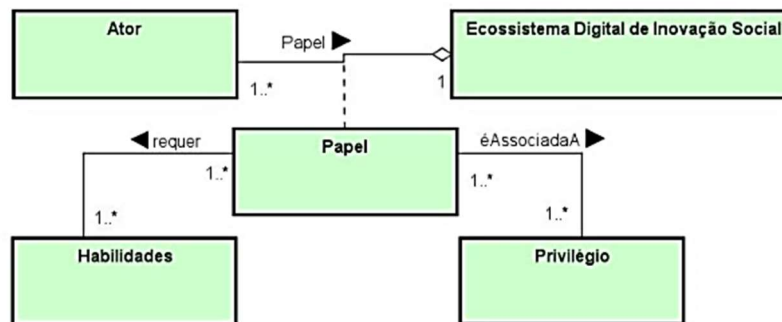 Ator
Papel
Ecossistema Digital de Inovação Social
1..*
1
requer
Papel
éAssociadaA
1..*
1..*
1..*
1..*
Habilidades
Privilégio